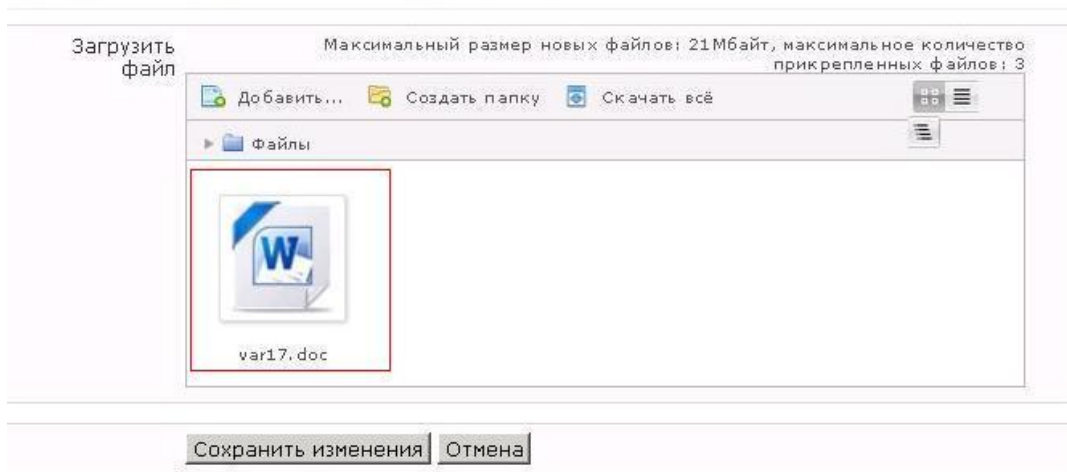 Загрузить файл
Максимальный размер новых файлов: 21Мбайт, максимальное количество
прикрепленных файлов: 3
Добавить... Создать папку Скачать всё
Файлы
W
var17.doc
Сохранить изменения Отмена